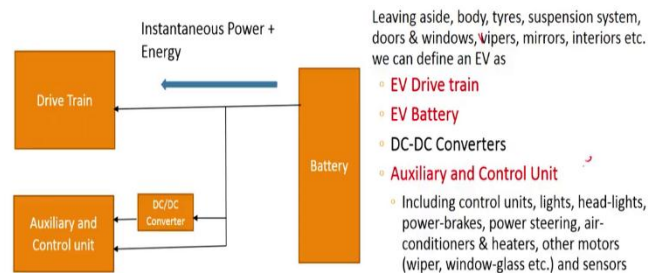 Instantaneous Power +
Energy
Drive Train
Battery
DC/DC
Converter
Auxiliary and
Control unit
Leaving aside, body, tyres, suspension system,
doors & windows, wipers, mirrors, interiors etc.
we can define an EV as
EV Drive train
EV Battery
DC-DC Converters
Auxiliary and Control Unit
Including control units, lights, head-lights,
power-brakes, power steering, air-
conditioners & heaters, other motors
(wiper, window-glass etc.) and sensors